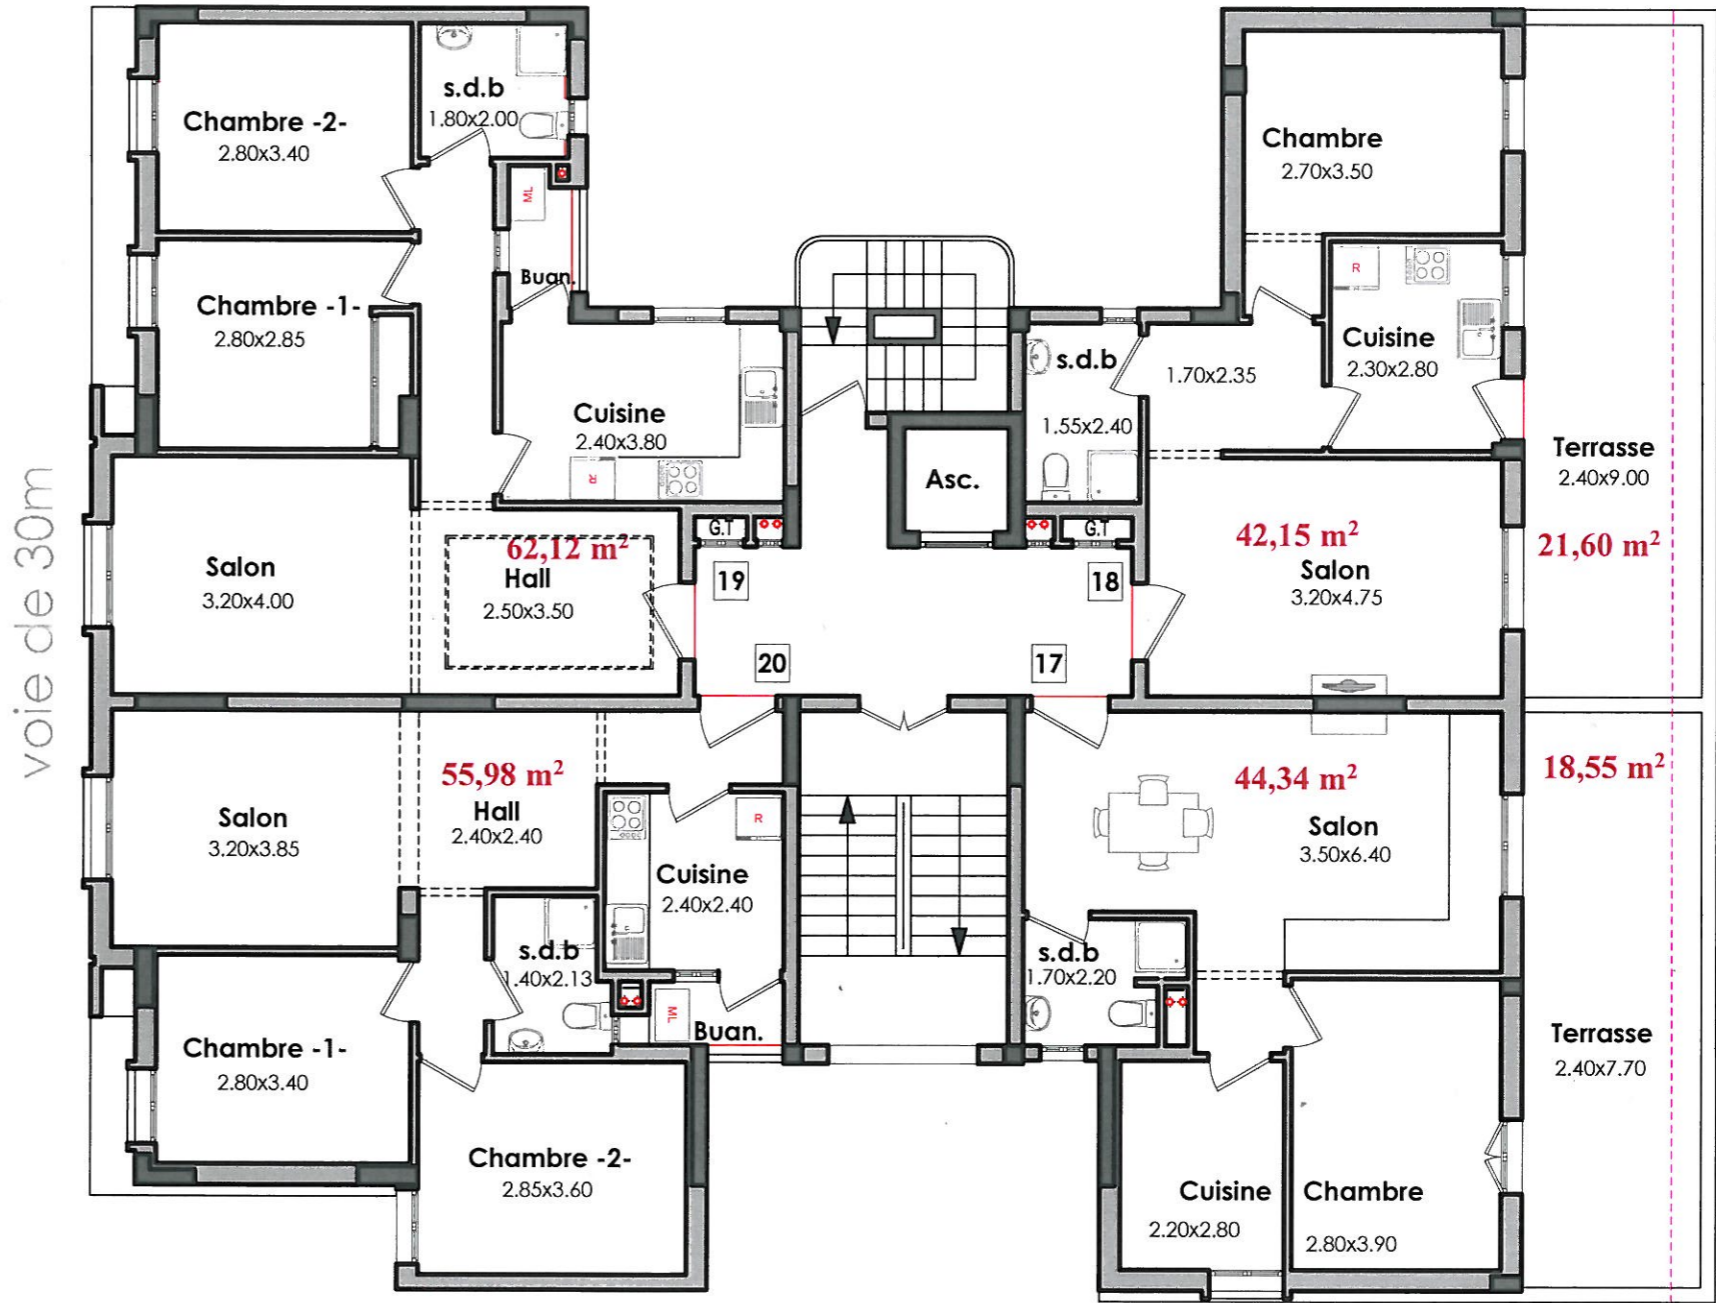 voie de 30m
Chambre -2-
2.80x3.40
s.d.b
1.80x2.00
ML
Buan.
Chambre -1-
2.80x2.85
Cuisine
2.40x3.80
R
Salon
3.20x4.00
62,12 m²
Hall
2.50x3.50
G.T
19
20
Asc.
Chambre
2.70x3.50
R
Cuisine
2.30x2.80
s.d.b
1.55x2.40
1.70x2.35
G.T
18
17
42,15 m²
Salon
3.20x4.75
Terrasse
2.40x9.00
21,60 m²
Salon
3.20x3.85
55,98 m²
Hall
2.40x2.40
R
Cuisine
2.40x2.40
s.d.b
1.40x2.13
ML
Buan.
Chambre -1-
2.80x3.40
Chambre -2-
2.85x3.60
44,34 m²
Salon
3.50x6.40
s.d.b
1.70x2.20
Cuisine
2.20x2.80
Chambre
2.80x3.90
18,55 m²
Terrasse
2.40x7.70